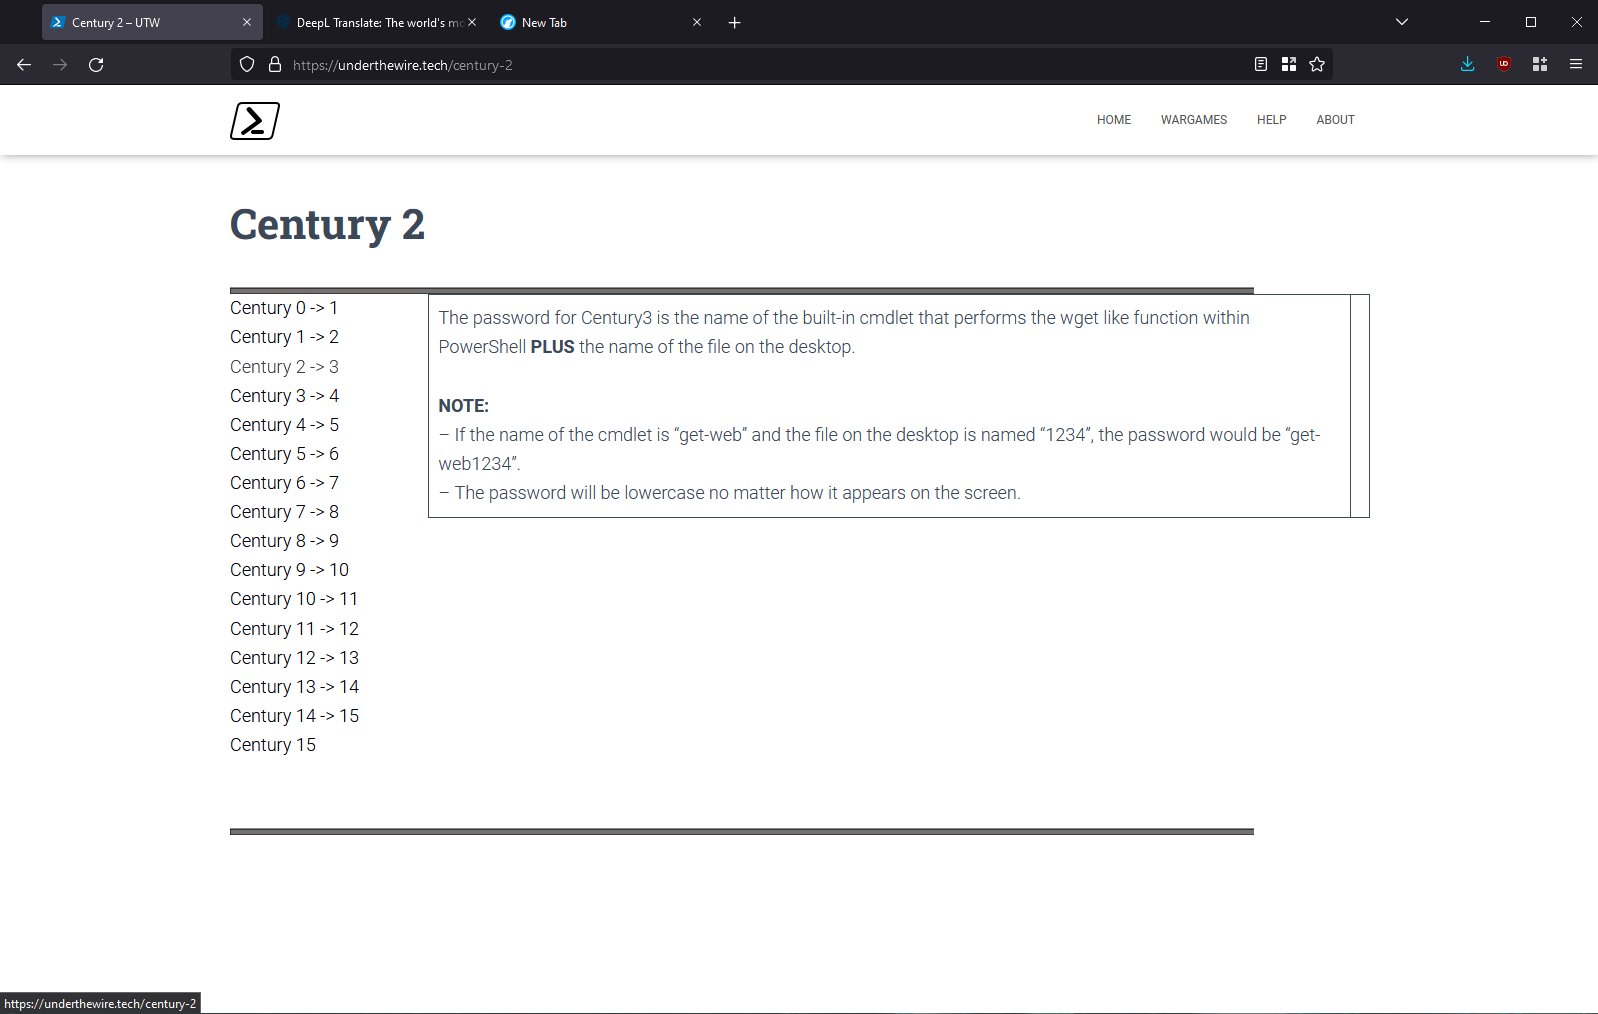 Century 2 – UTW
DeepL Translate: The world's mo
New Tab
https://underthewire.tech/century-2
HOME
WARGAMES
HELP
ABOUT
Century 2
Century 0 -> 1
Century 1 -> 2
Century 2 -> 3
Century 3 -> 4
Century 4 -> 5
Century 5 -> 6
Century 6 -> 7
Century 7 -> 8
Century 8 -> 9
Century 9 -> 10
Century 10 -> 11
Century 11 -> 12
Century 12 -> 13
Century 13 -> 14
Century 14 -> 15
Century 15
The password for Century3 is the name of the built-in cmdlet that performs the wget like function within
PowerShell PLUS the name of the file on the desktop.
NOTE:
– If the name of the cmdlet is “get-web” and the file on the desktop is named “1234”, the password would be “get-
web1234”.
– The password will be lowercase no matter how it appears on the screen.
https://underthewire.tech/century-2